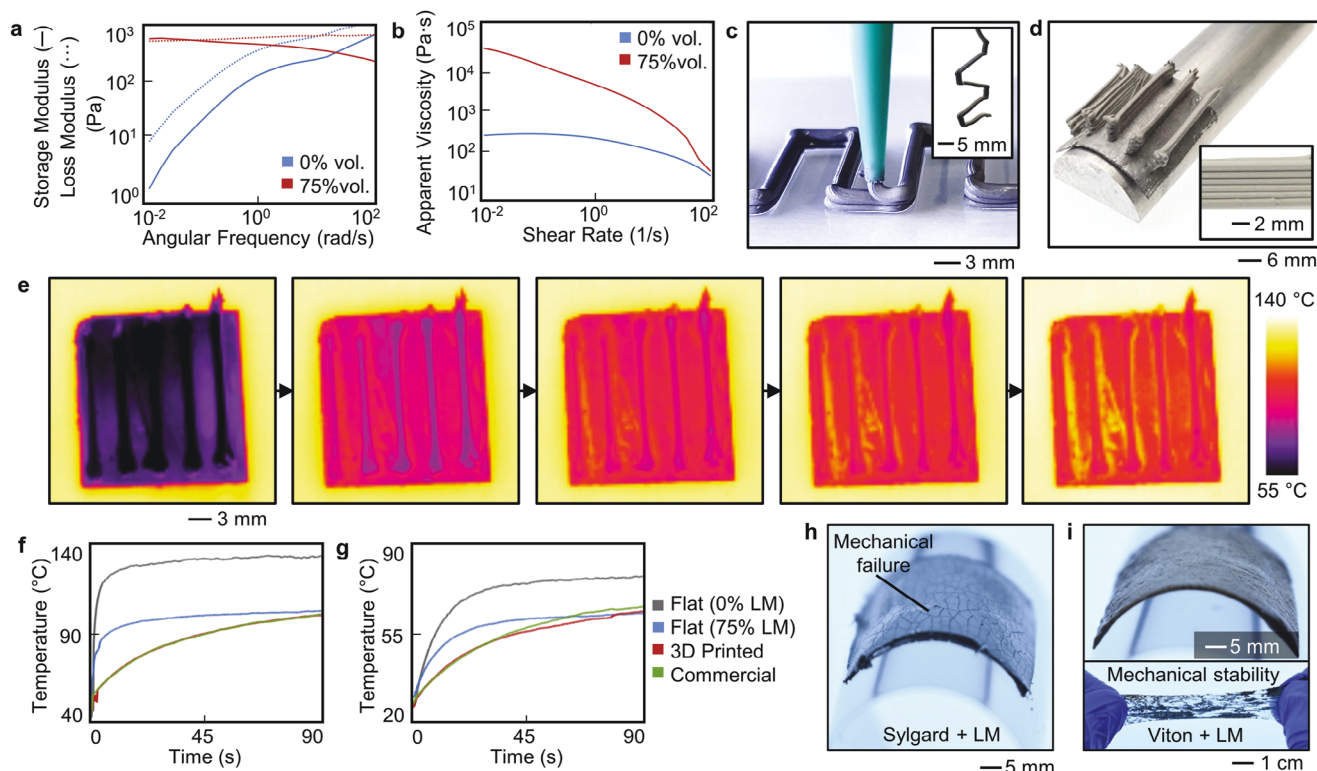 a
Storage Modulus (—)
Loss Modulus (···)
(Pa)
10³
10²
10¹
10⁰
10⁻²
10⁰
10²
Angular Frequency (rad/s)
0% vol.
75%vol.
b
Apparent Viscosity (Pa·s)
10⁵
10⁴
10³
10²
10¹
10⁻²
10⁰
10²
Shear Rate (1/s)
0% vol.
75%vol.
c
5 mm
3 mm
d
2 mm
6 mm
e
3 mm
140 °C
55 °C
f
Temperature (°C)
140
90
40
0
45
90
Time (s)
g
Temperature (°C)
90
55
20
0
45
90
Time (s)
Flat (0% LM)
Flat (75% LM)
3D Printed
Commercial
h
Mechanical
failure
Sylgard + LM
5 mm
i
5 mm
Mechanical stability
Viton + LM
1 cm